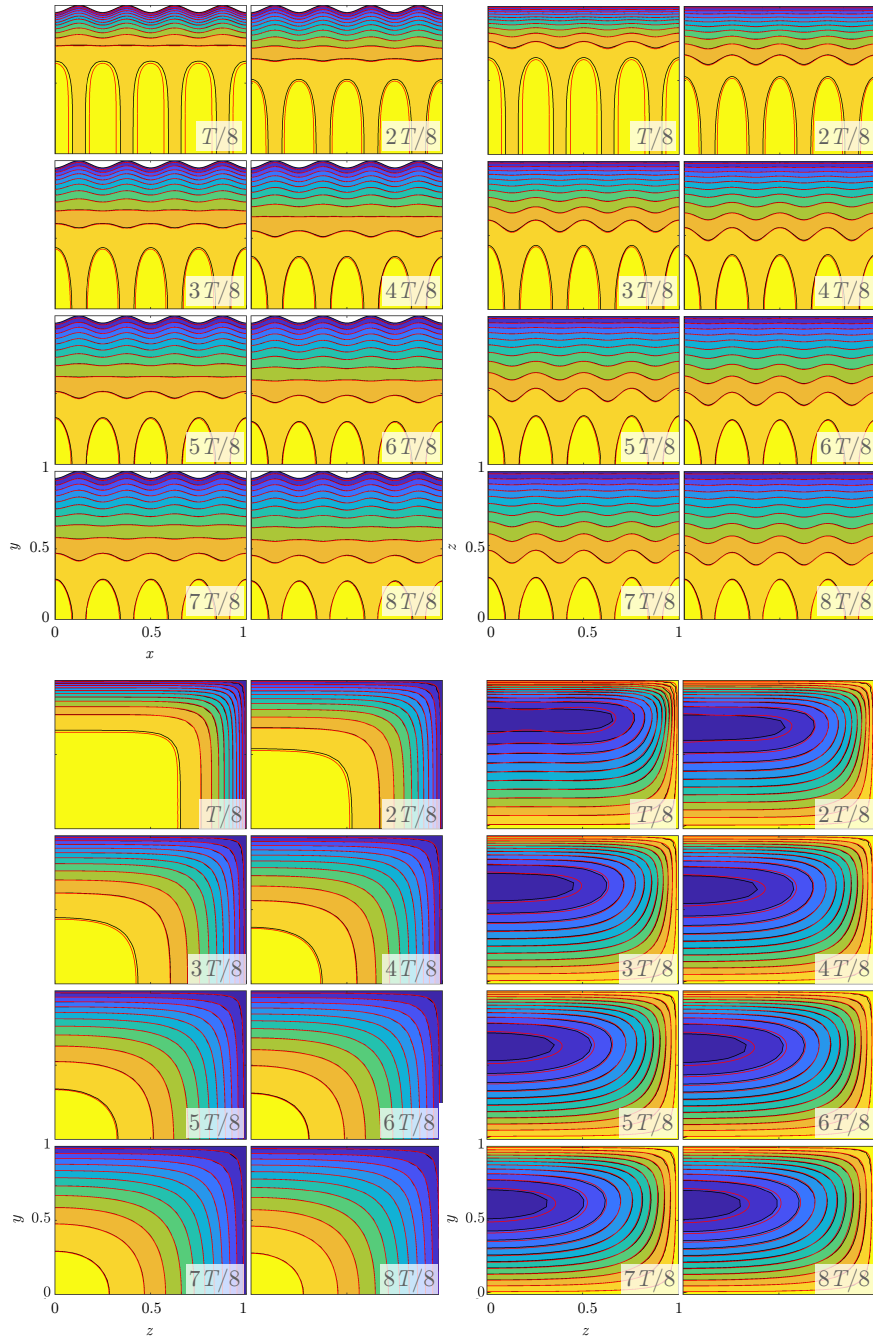 T/8 2T/8 T/8 2T/8
3T/8 4T/8 3T/8 4T/8
5T/8 6T/8 5T/8 6T/8
1
y 0.5 z 0.5
7T/8 8T/8 7T/8 8T/8
0 0
0 0.5 1 0 0.5 1
x
T/8 2T/8 T/8 2T/8
3T/8 4T/8 3T/8 4T/8
5T/8 6T/8 5T/8 6T/8
1 1
y 0.5 y 0.5
7T/8 8T/8 7T/8 8T/8
0 0
0 0.5 1 0 0.5 1
z z